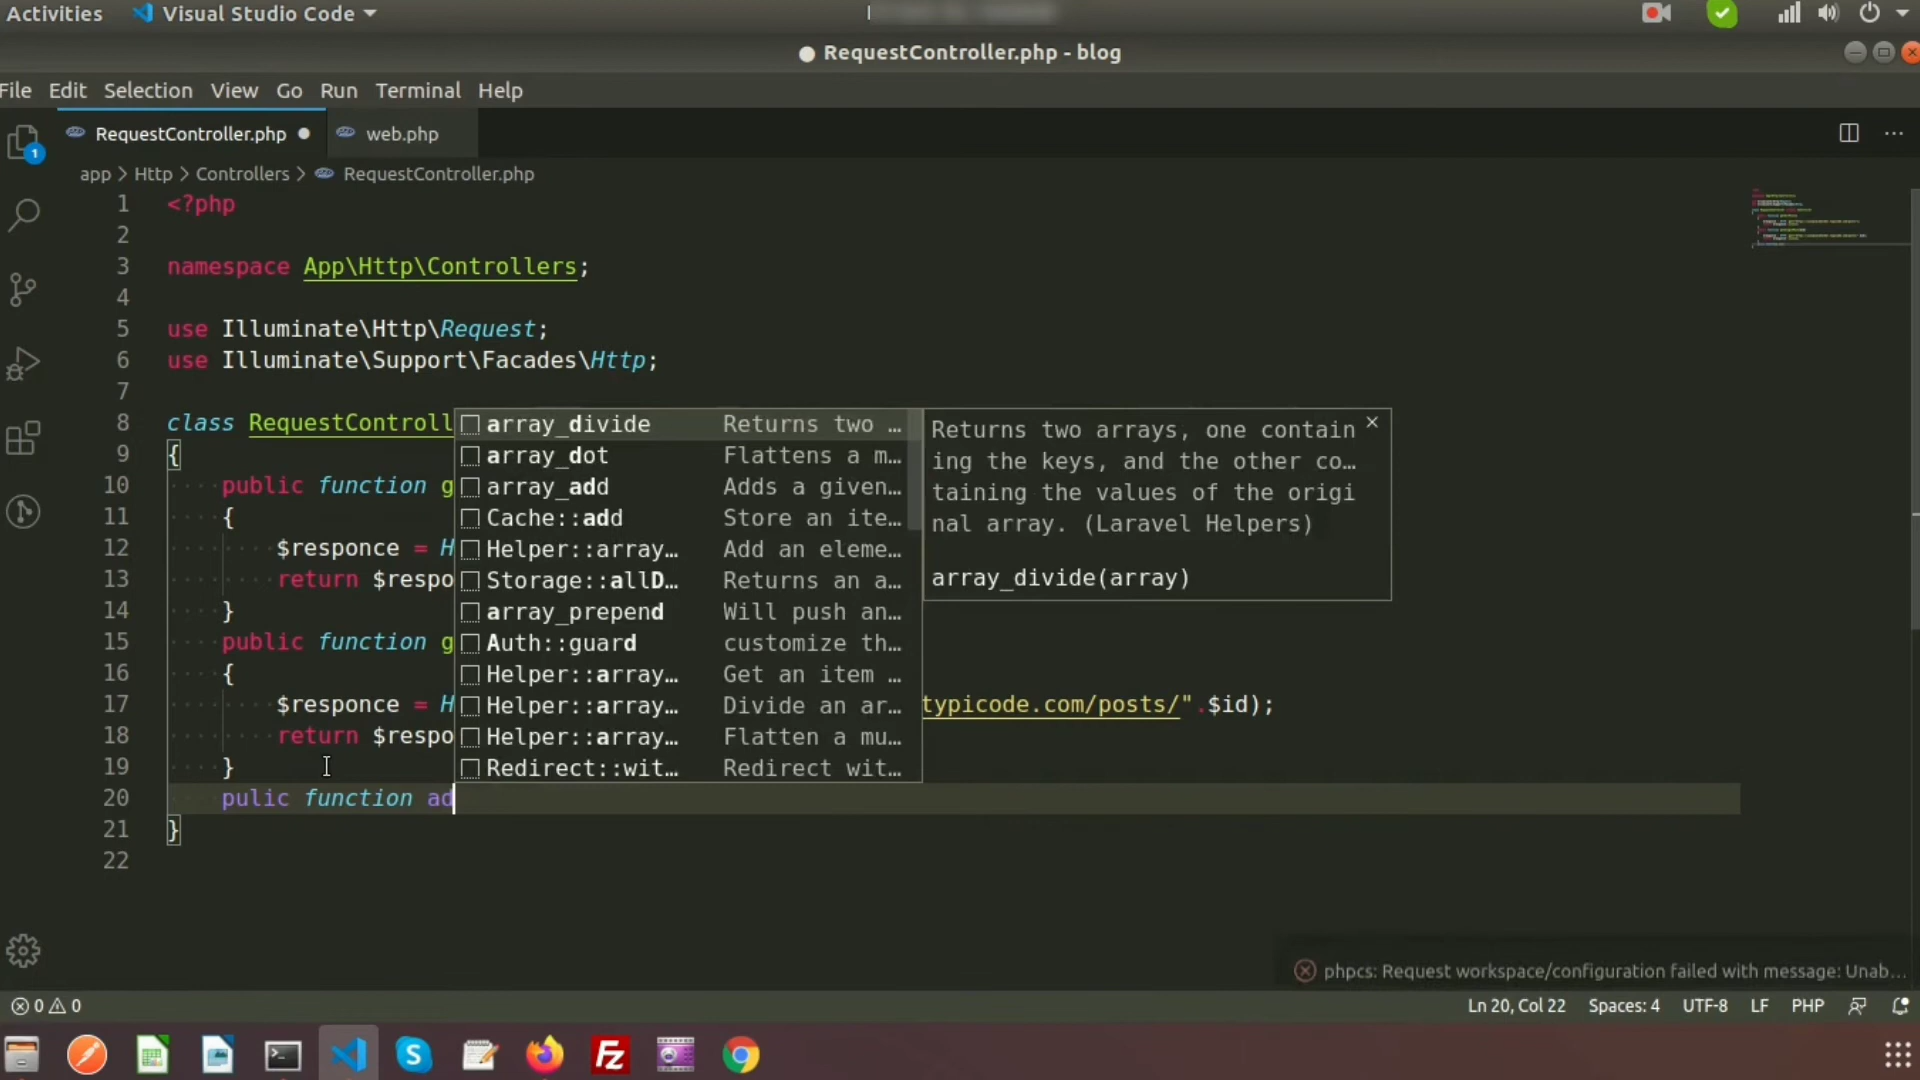 Activities Visual Studio Code
RequestController.php - blog
File Edit Selection View Go Run Terminal Help
RequestController.php web.php
1
app > Http > Controllers > RequestController.php
1 <?php
2
3 namespace App\Http\Controllers;
4
5 use Illuminate\Http\Request;
6 use Illuminate\Support\Facades\Http;
7
8 class RequestControll
9 {
10 public function g
11 {
12 $responce = H
13 return $respo
14 }
15 public function g
16 {
17 $responce = H typicode.com/posts/".$id);
18 return $respo
19 }
20 pulic function ad
21 }
22
array_divide Returns two ...
array_dot Flattens a m...
array_add Adds a given...
Cache::add Store an ite...
Helper::array... Add an eleme...
Storage::allD... Returns an a...
array_prepend Will push an...
Auth::guard customize th...
Helper::array... Get an item ...
Helper::array... Divide an ar...
Helper::array... Flatten a mu...
Redirect::wit... Redirect wit...
Returns two arrays, one contain
ing the keys, and the other co...
taining the values of the origi
nal array. (Laravel Helpers)
array_divide(array)
phpcs: Request workspace/configuration failed with message: Unab...
0 0 Ln 20, Col 22 Spaces: 4 UTF-8 LF PHP